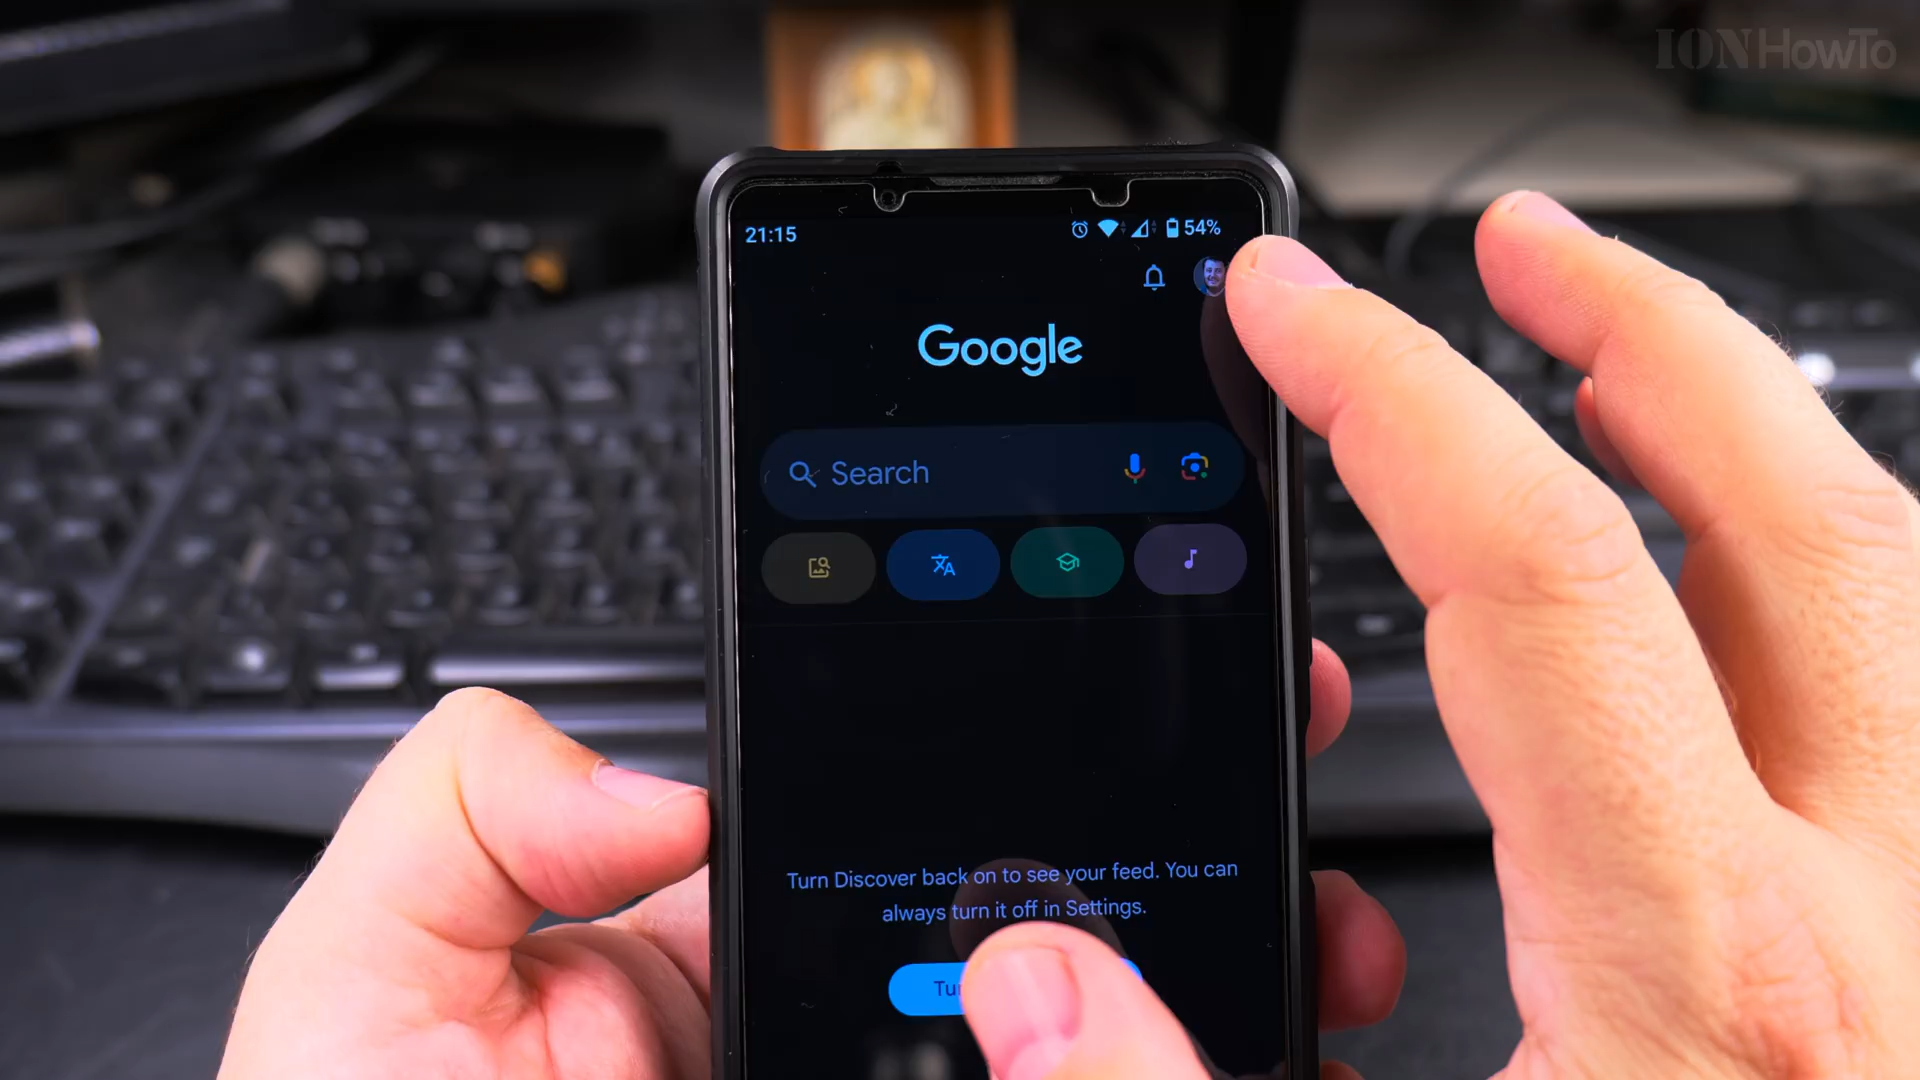 ION HowTo
21:15
54%
Google
Search
Turn Discover back on to see your feed. You can
always turn it off in Settings.